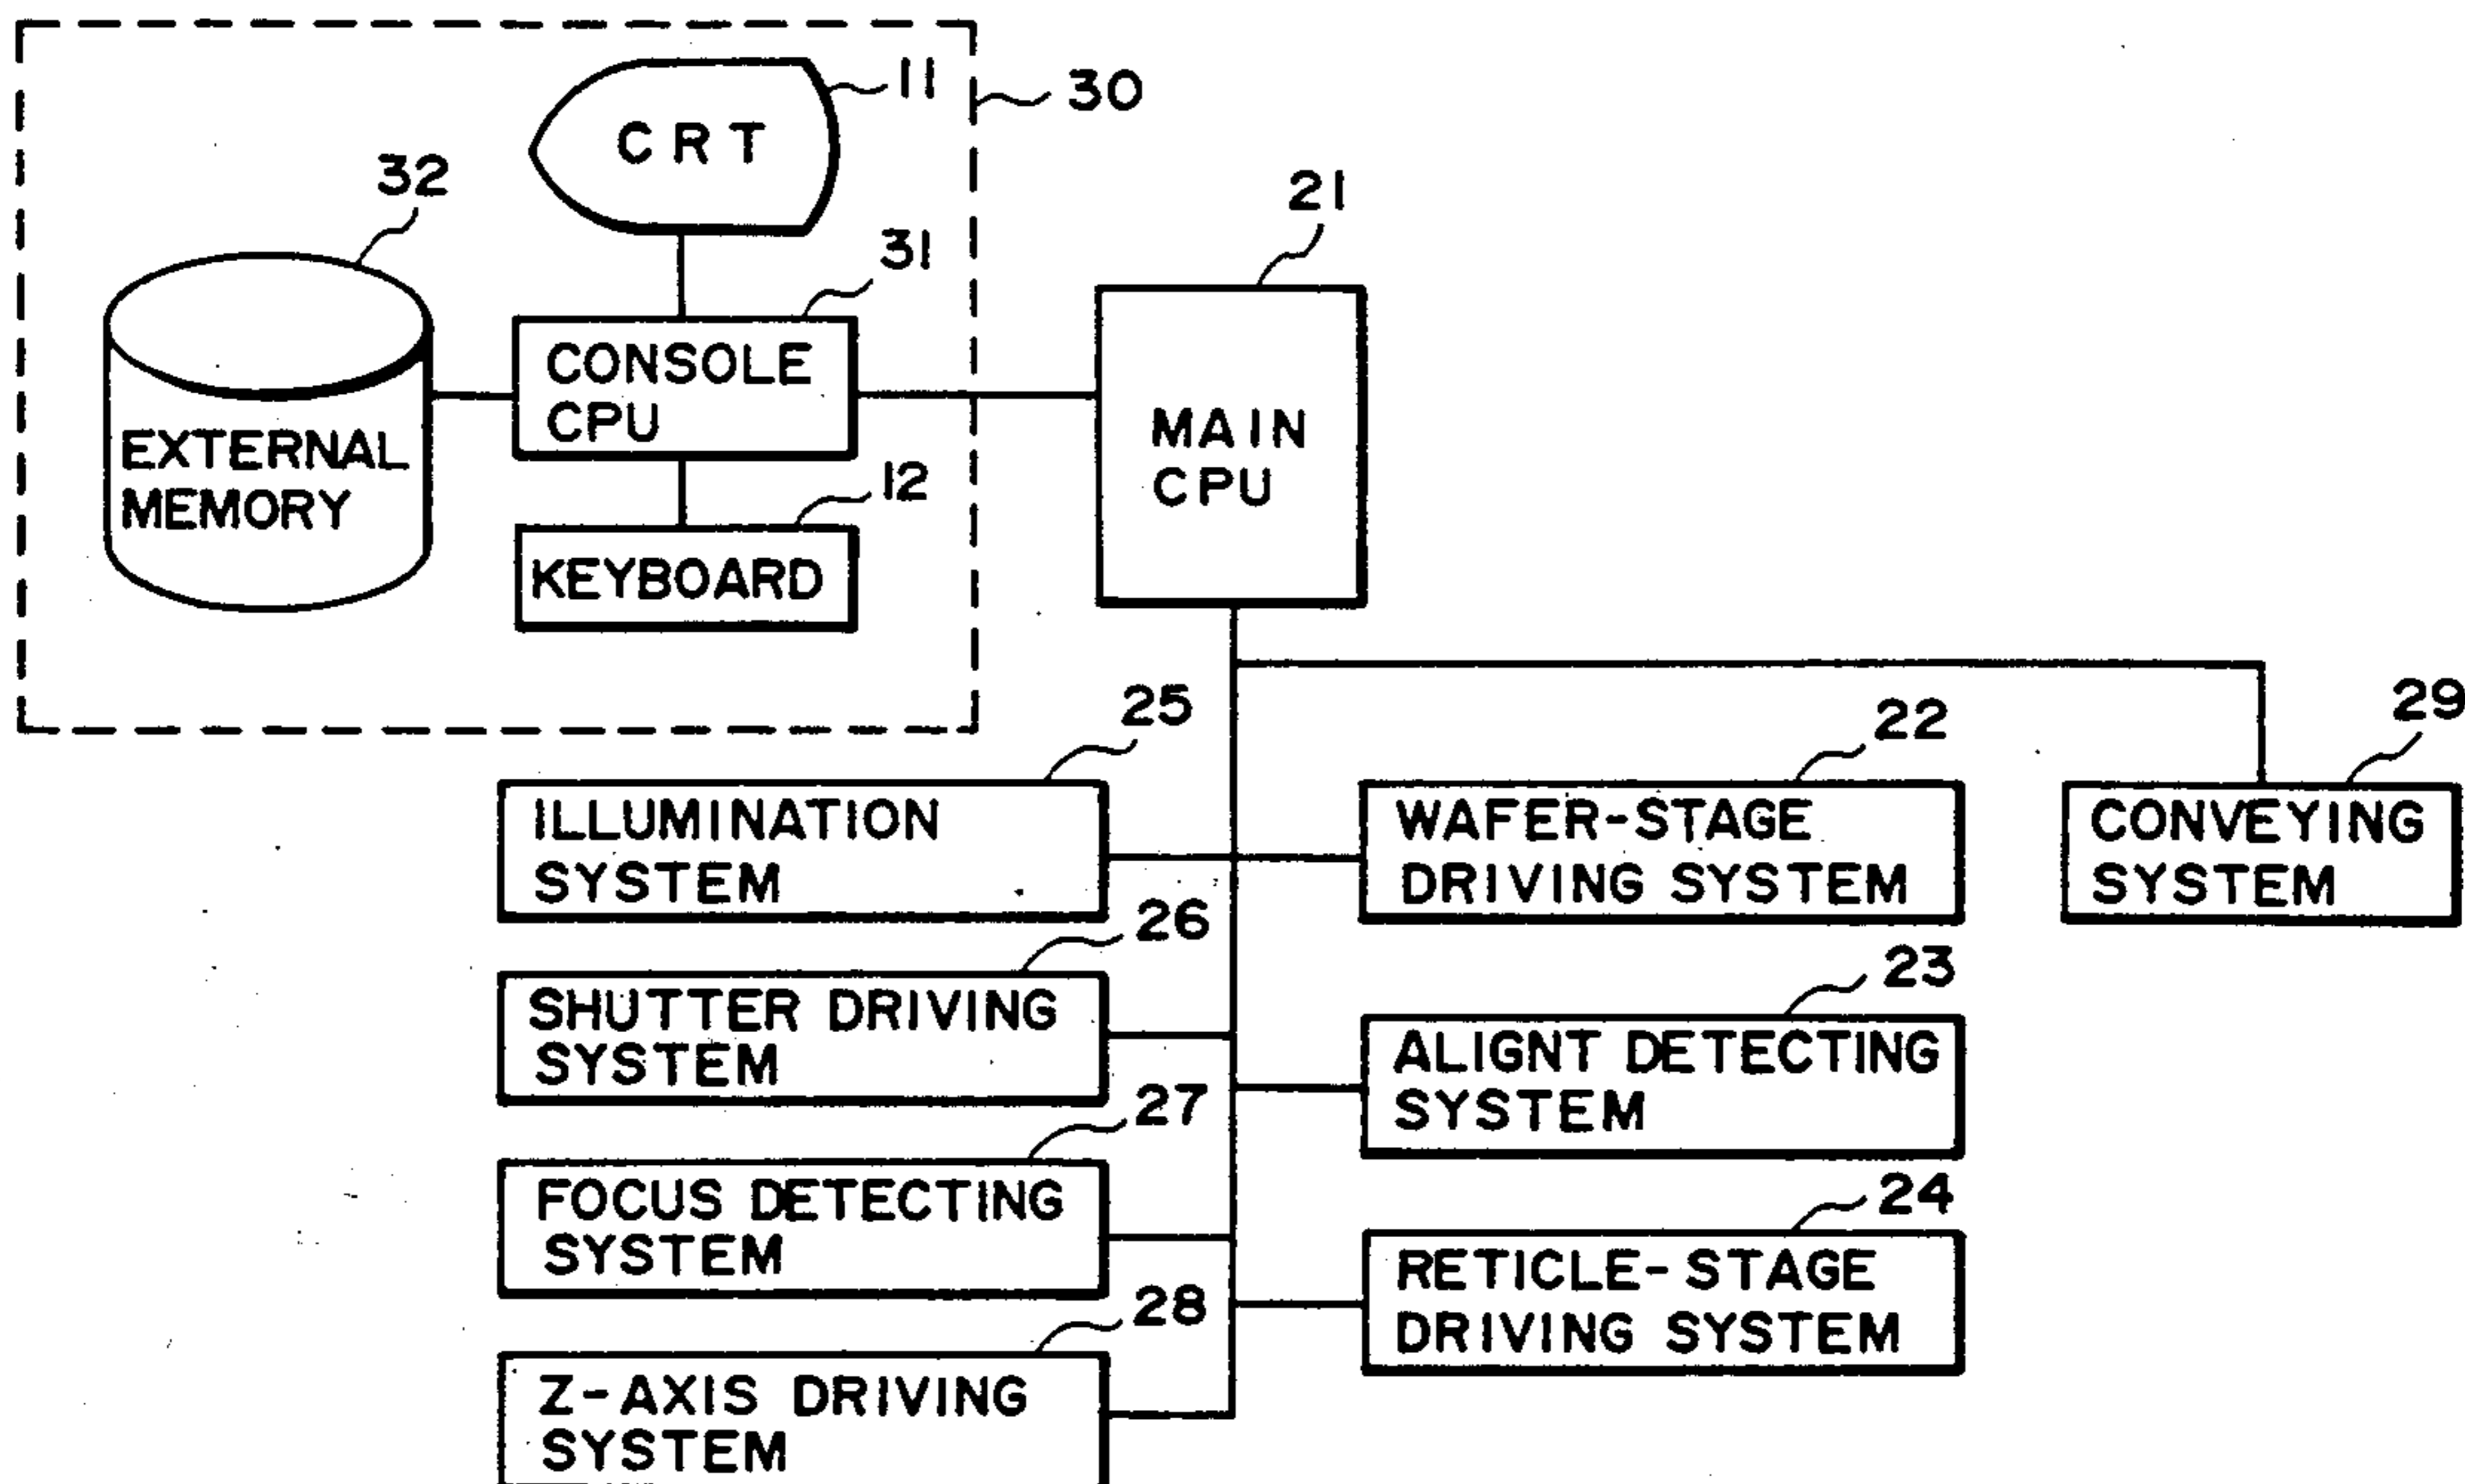 11
30
CRT
32
21
31
CONSOLE
CPU
MAIN
CPU
EXTERNAL
MEMORY
12
KEYBOARD
25
22
29
ILLUMINATION
SYSTEM
WAFER-STAGE
DRIVING SYSTEM
CONVEYING
SYSTEM
26
23
SHUTTER DRIVING
SYSTEM
ALIGNT DETECTING
SYSTEM
27
24
FOCUS DETECTING
SYSTEM
RETICLE-STAGE
DRIVING SYSTEM
28
Z-AXIS DRIVING
SYSTEM